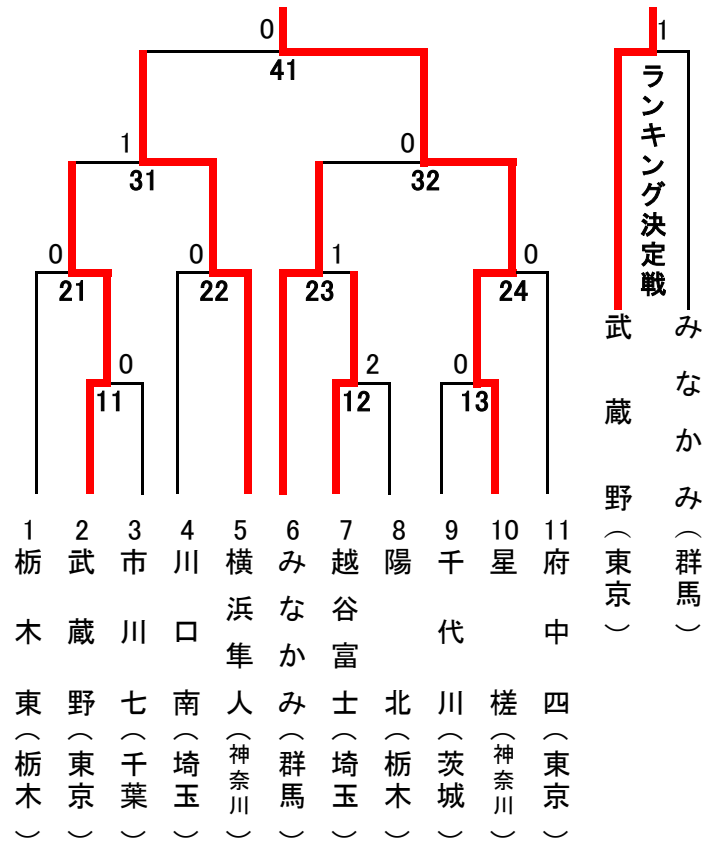 0
1
41
1
0
31
32
0
0
1
0
21
22
23
24
0
2
0
11
12
13
ランキング決定戦
武蔵野（東京）
みなかみ（群馬）
1 栃木東（栃木）
2 武蔵野（東京）
3 市川七（千葉）
4 川口南（埼玉）
5 横浜隼人（神奈川）
6 みなかみ（群馬）
7 越谷富士（埼玉）
8 陽北（栃木）
9 千代川（茨城）
10 星槎（神奈川）
11 府中四（東京）